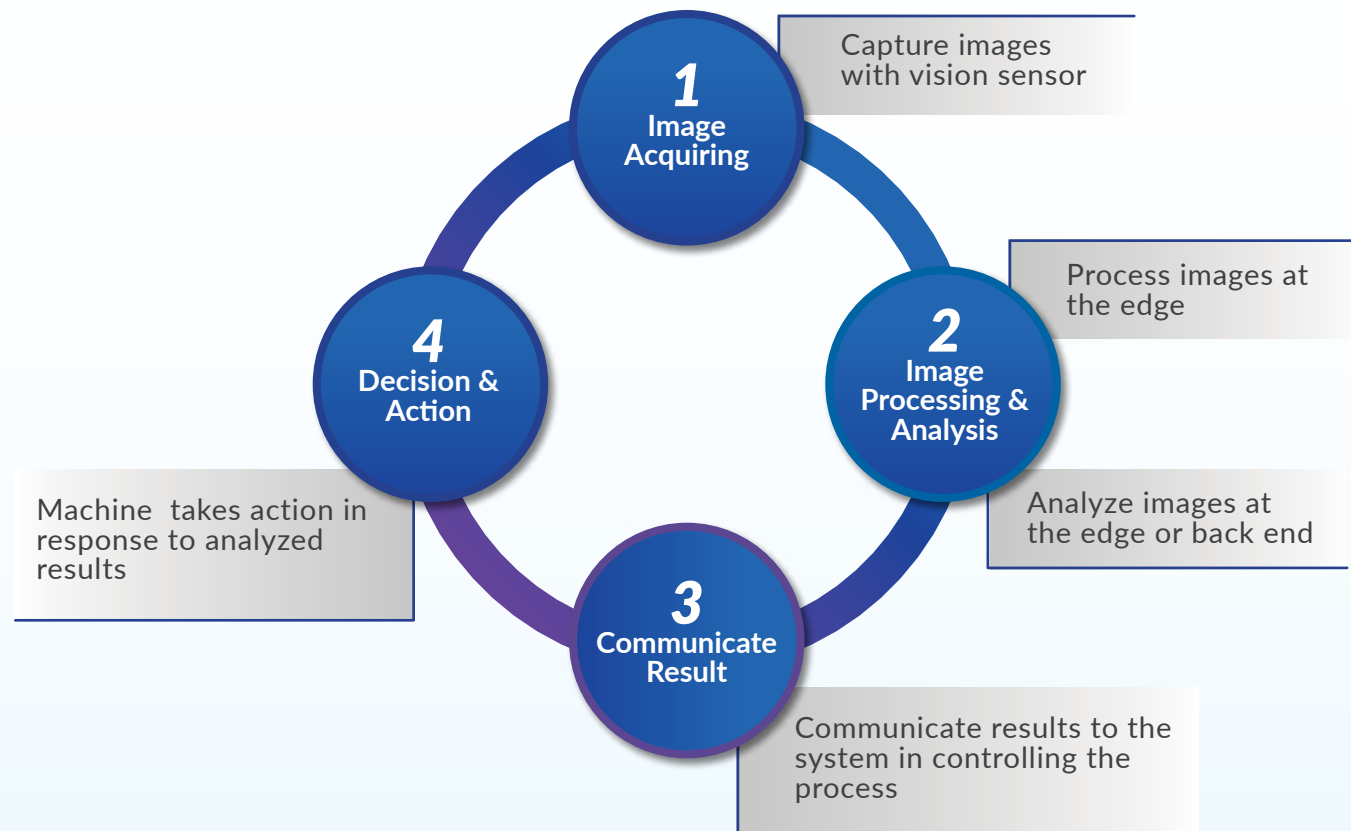 1
Image
Acquiring
Capture images
with vision sensor
2
Image
Processing &
Analysis
Process images at
the edge
Analyze images at
the edge or back end
3
Communicate
Result
Communicate results to the
system in controlling the
process
4
Decision &
Action
Machine  takes action in
response to analyzed
results